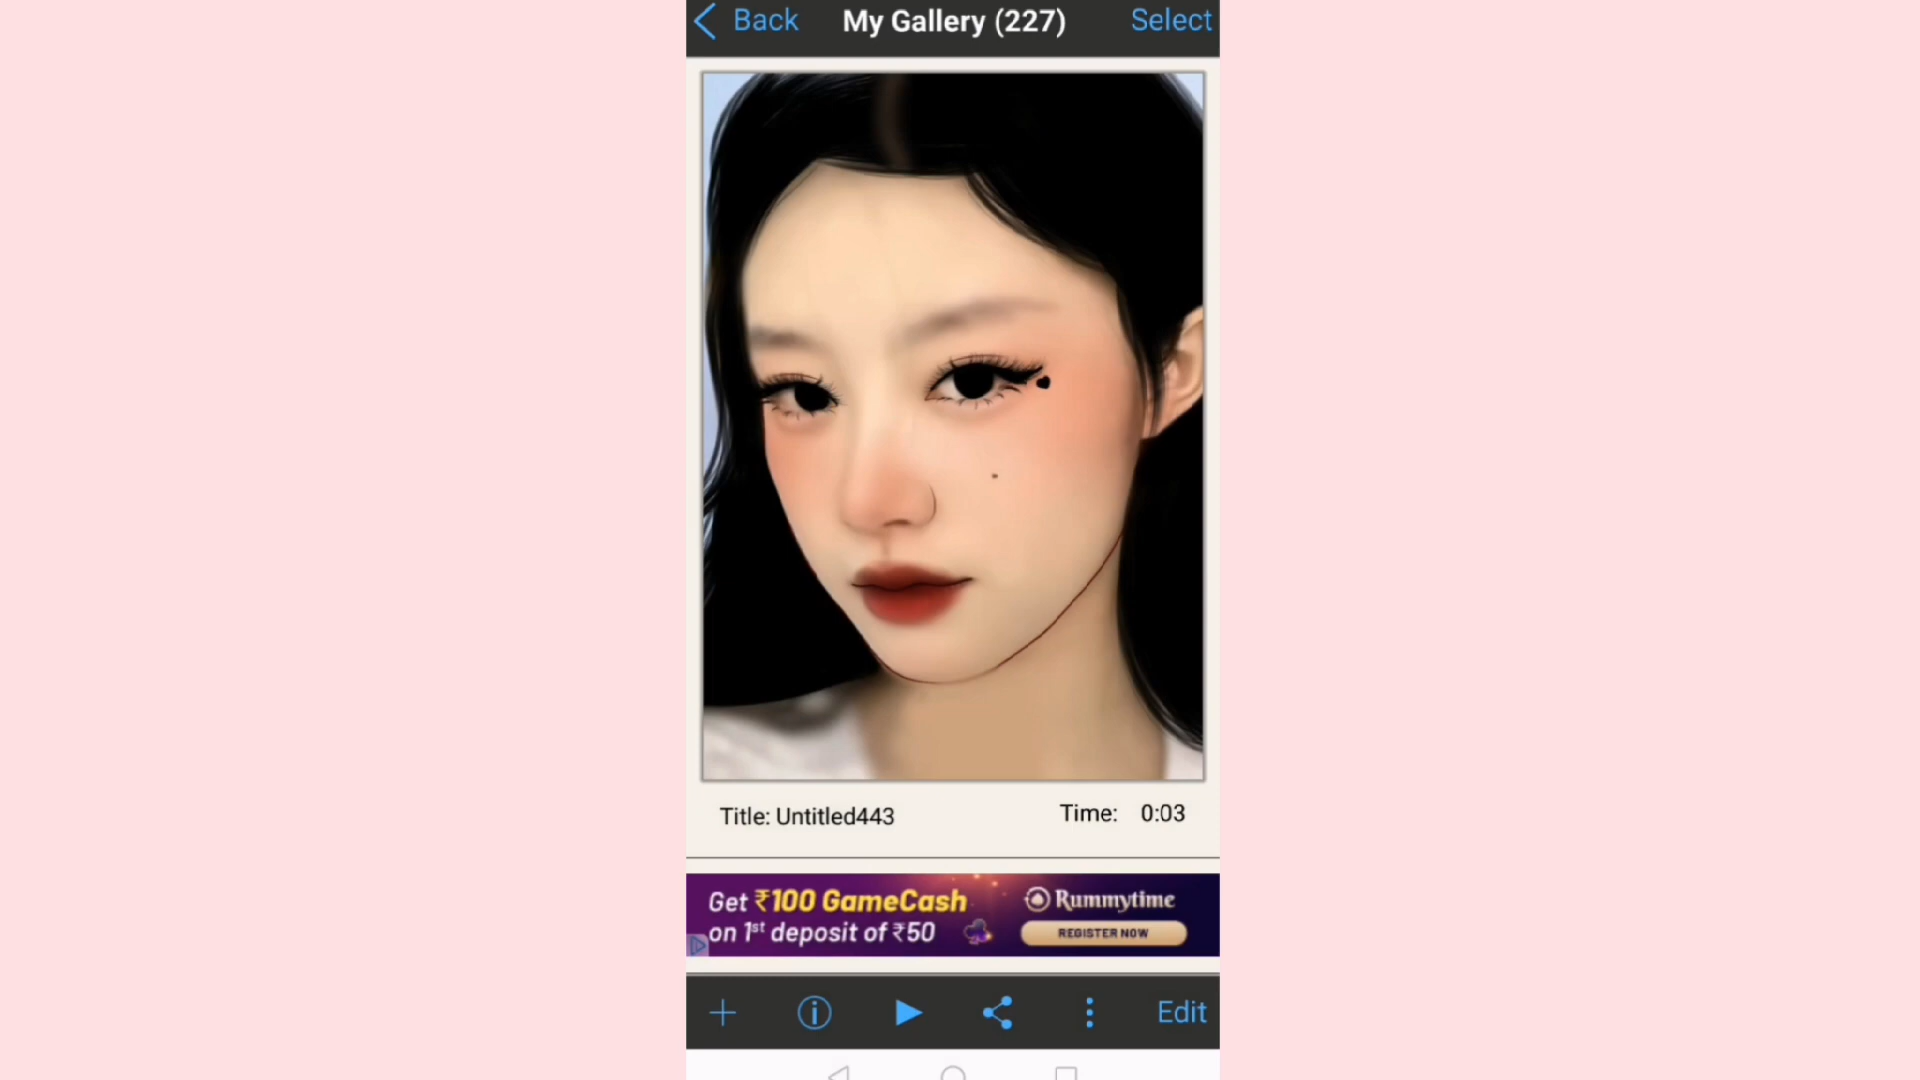 Back
My Gallery (227)
Select
Title: Untitled443
Time: 0:03
Get ₹100 GameCash
on 1st deposit of ₹50
Rummytime
REGISTER NOW
Edit